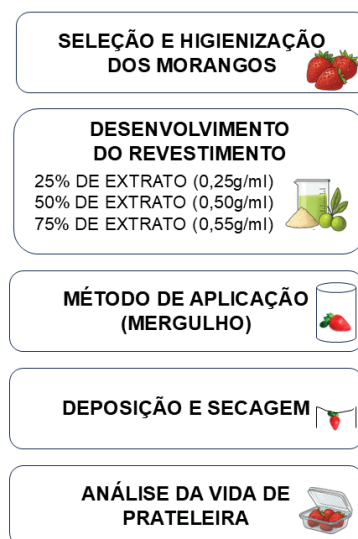 SELEÇÃO E HIGIENIZAÇÃO
DOS MORANGOS
DESENVOLVIMENTO
DO REVESTIMENTO
25% DE EXTRATO (0,25g/ml)
50% DE EXTRATO (0,50g/ml)
75% DE EXTRATO (0,55g/ml)
MÉTODO DE APLICAÇÃO
(MERGULHO)
DEPOSIÇÃO E SECAGEM
ANÁLISE DA VIDA DE
PRATELEIRA